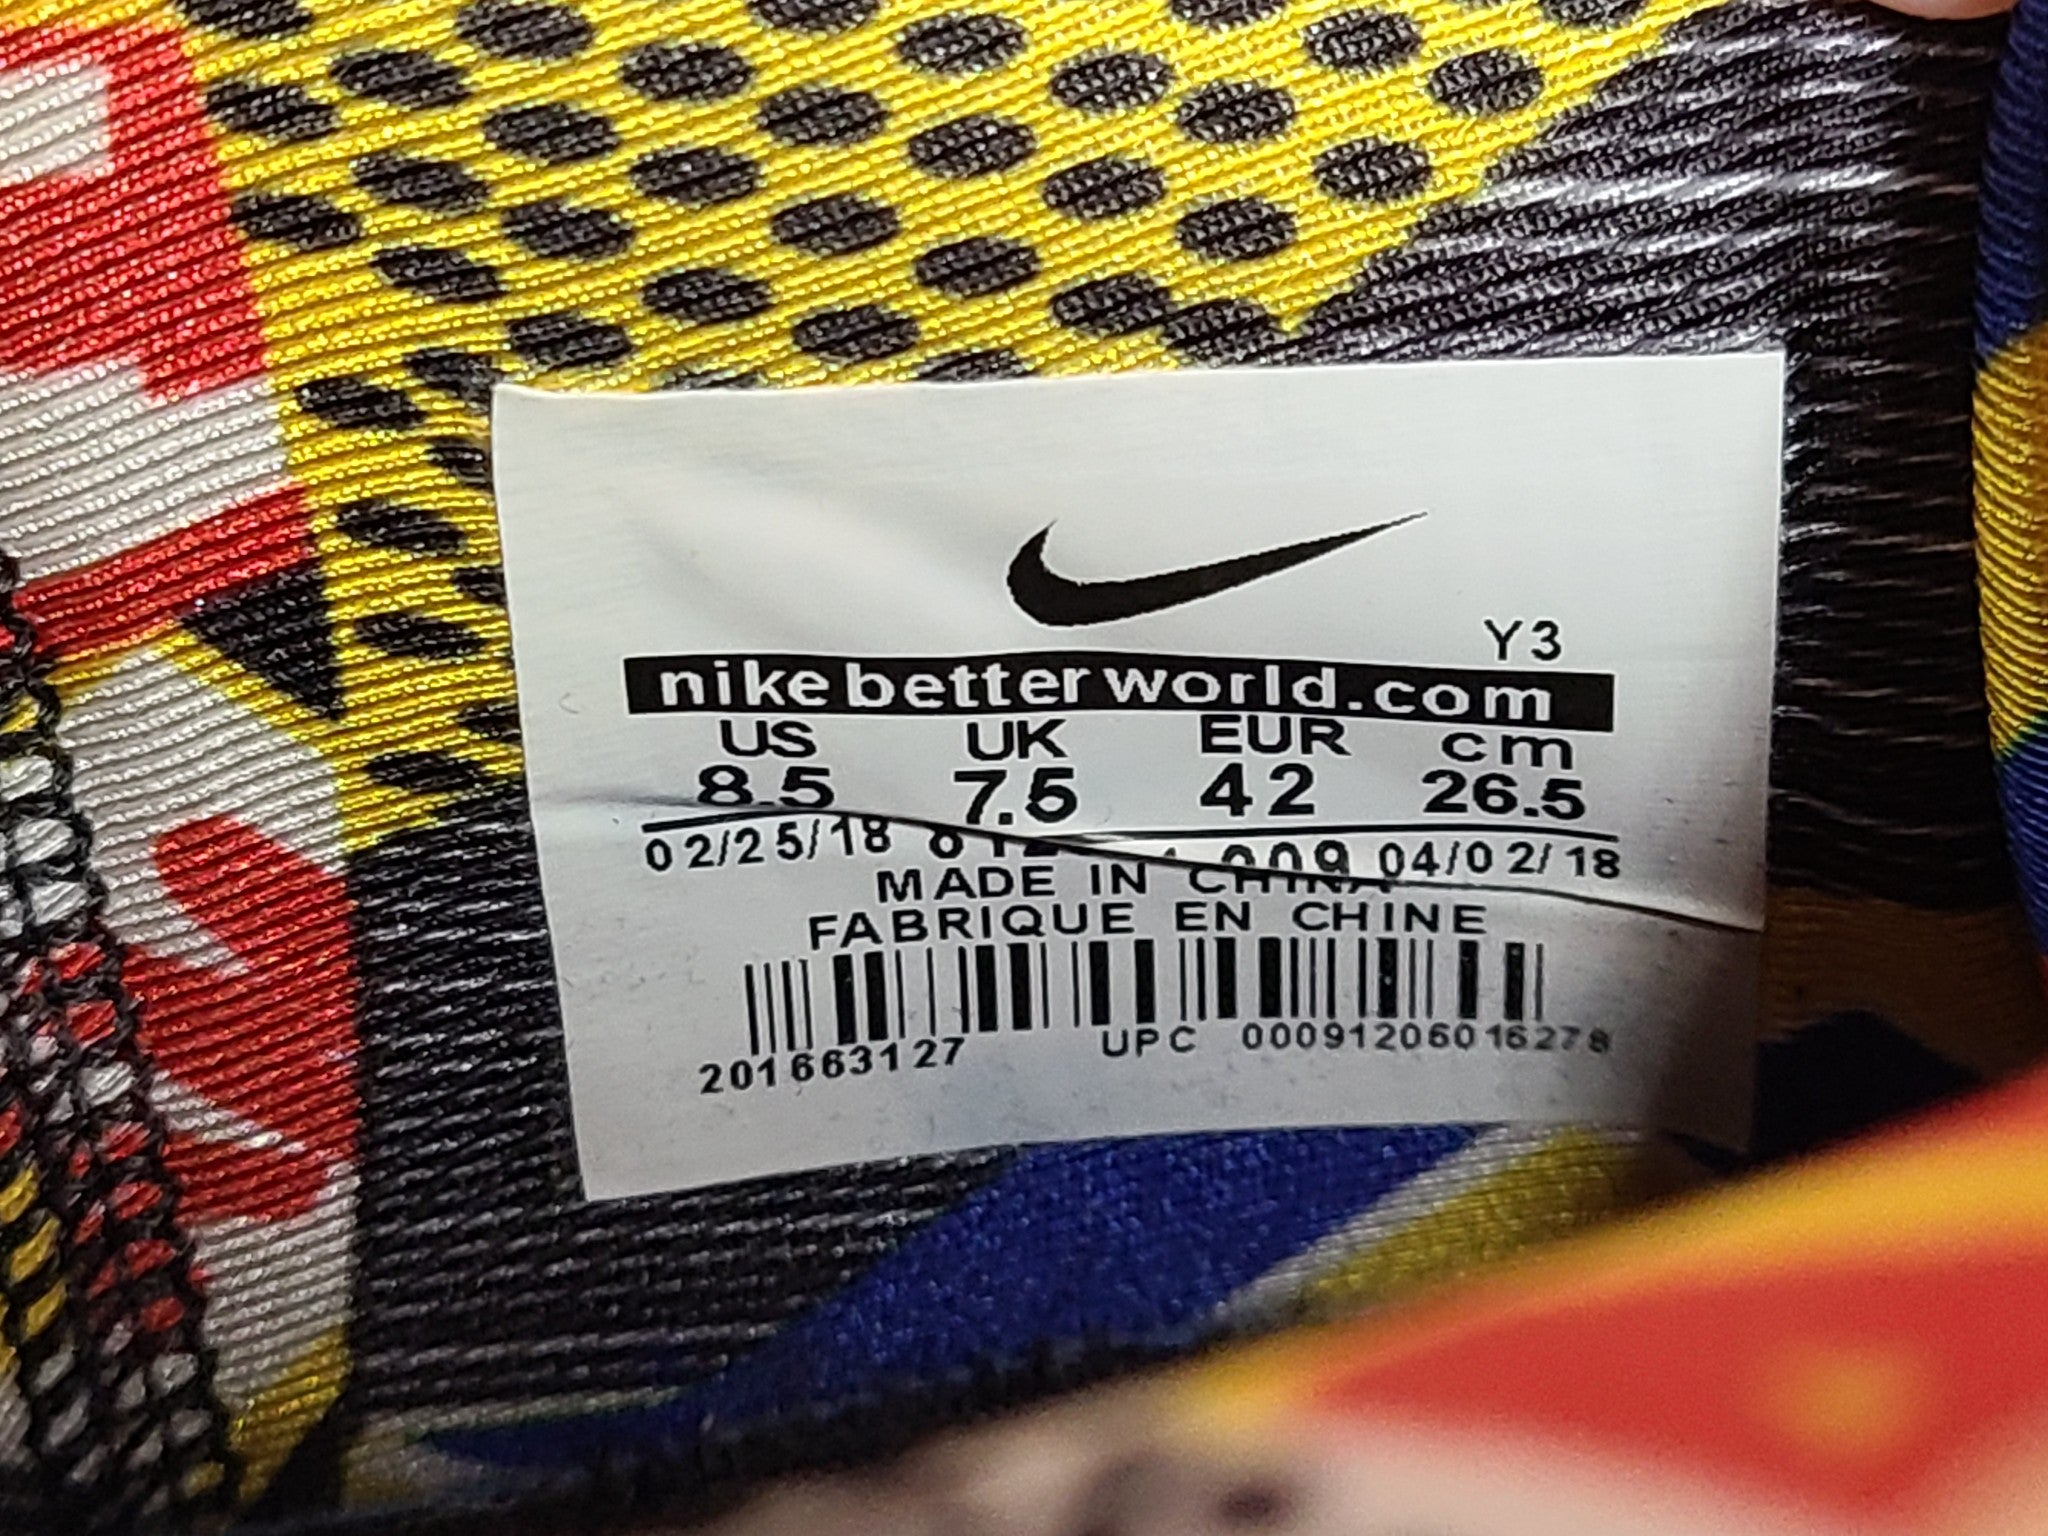 Y3
nikebetterworld.com
US UK EUR cm
8.5 7.5 42 26.5
02/25/18 04/02/18
MADE IN CHINA
FABRIQUE EN CHINE
201663127 UPC 00091206016278